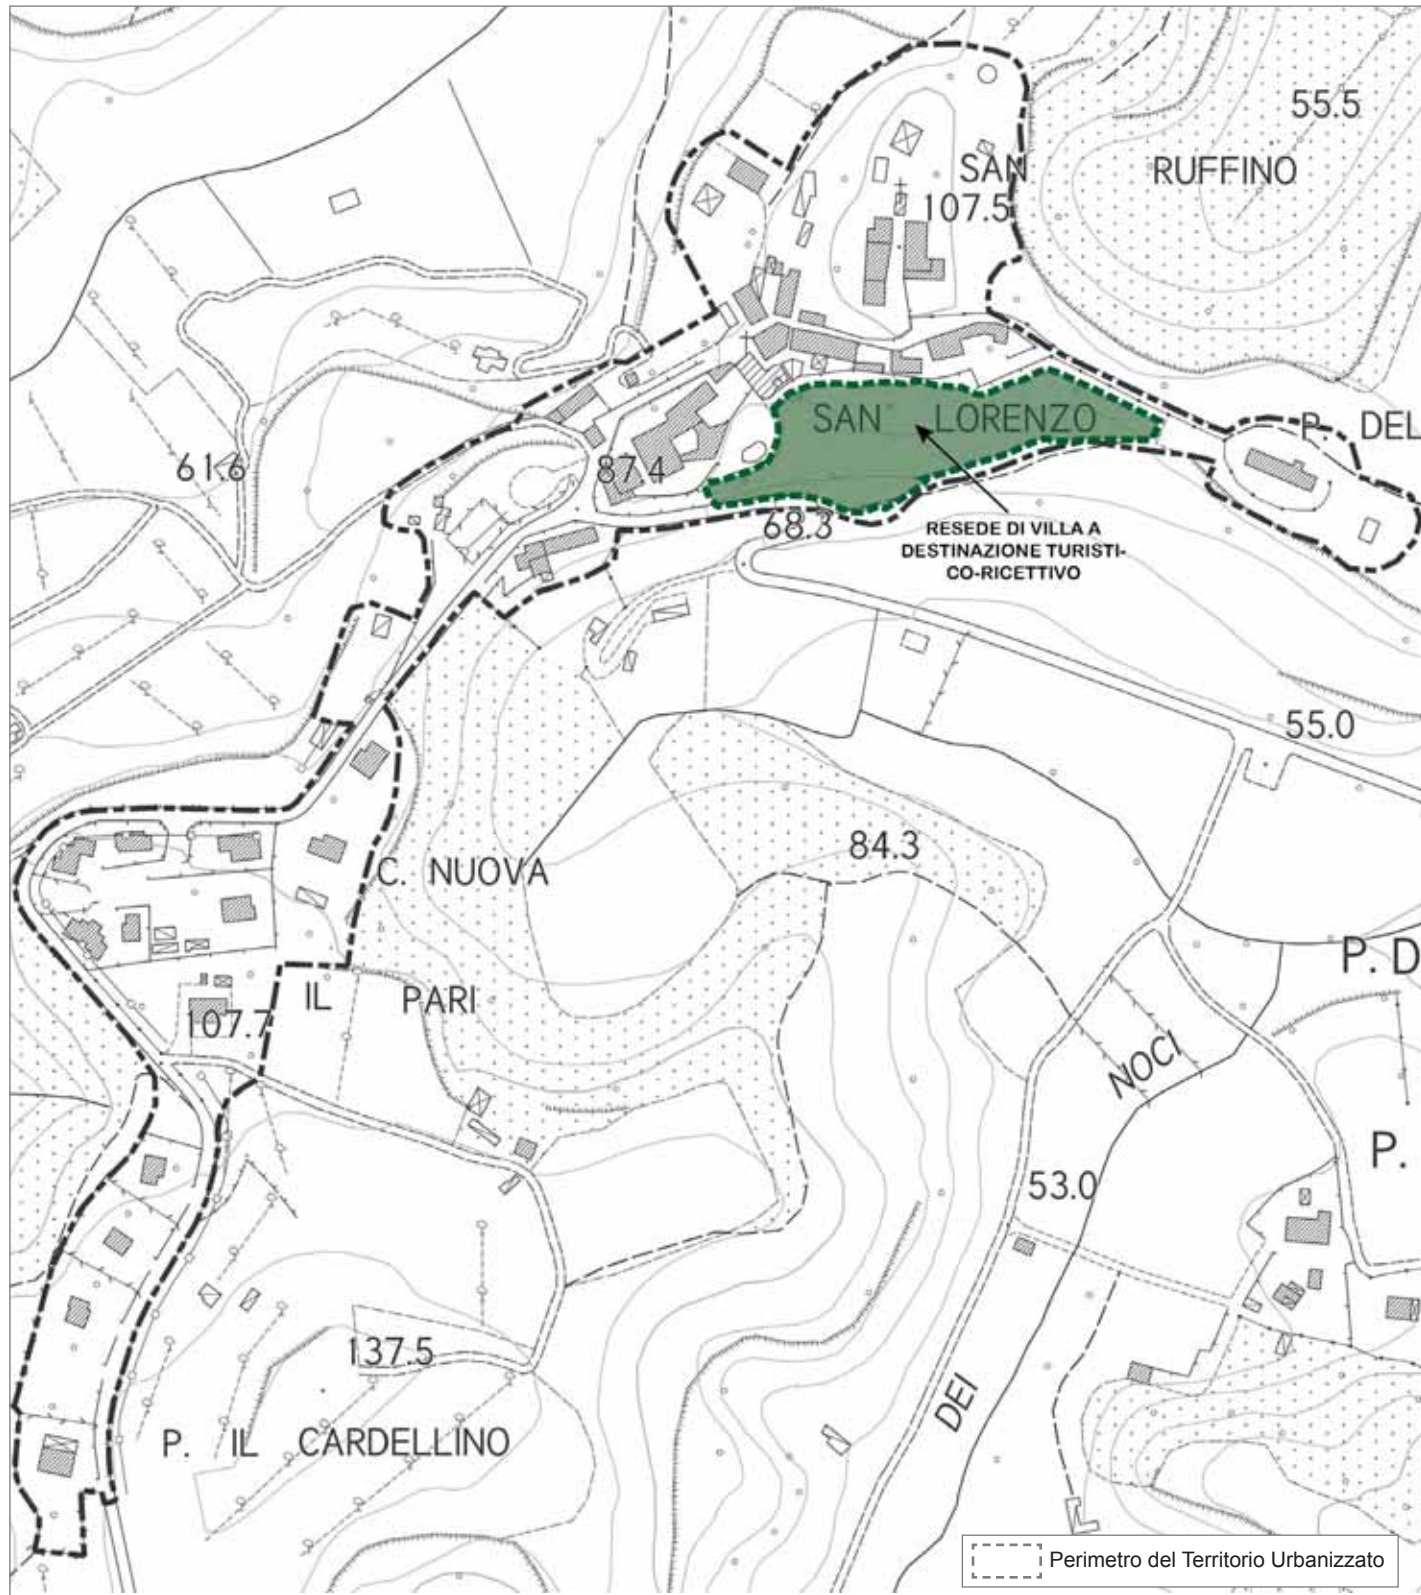 55.5
SAN RUFFINO
107.5
SAN LORENZO
P. DEL
61.6
87.4
68.3
RESEDE DI VILLA A
DESTINAZIONE TURISTI-
CO-RICETTIVO
55.0
84.3
C. NUOVA
P. D
IL PARI
107.7
NOCI
P.
53.0
137.5
DEI
P. IL CARDELLINO
Perimetro del Territorio Urbanizzato